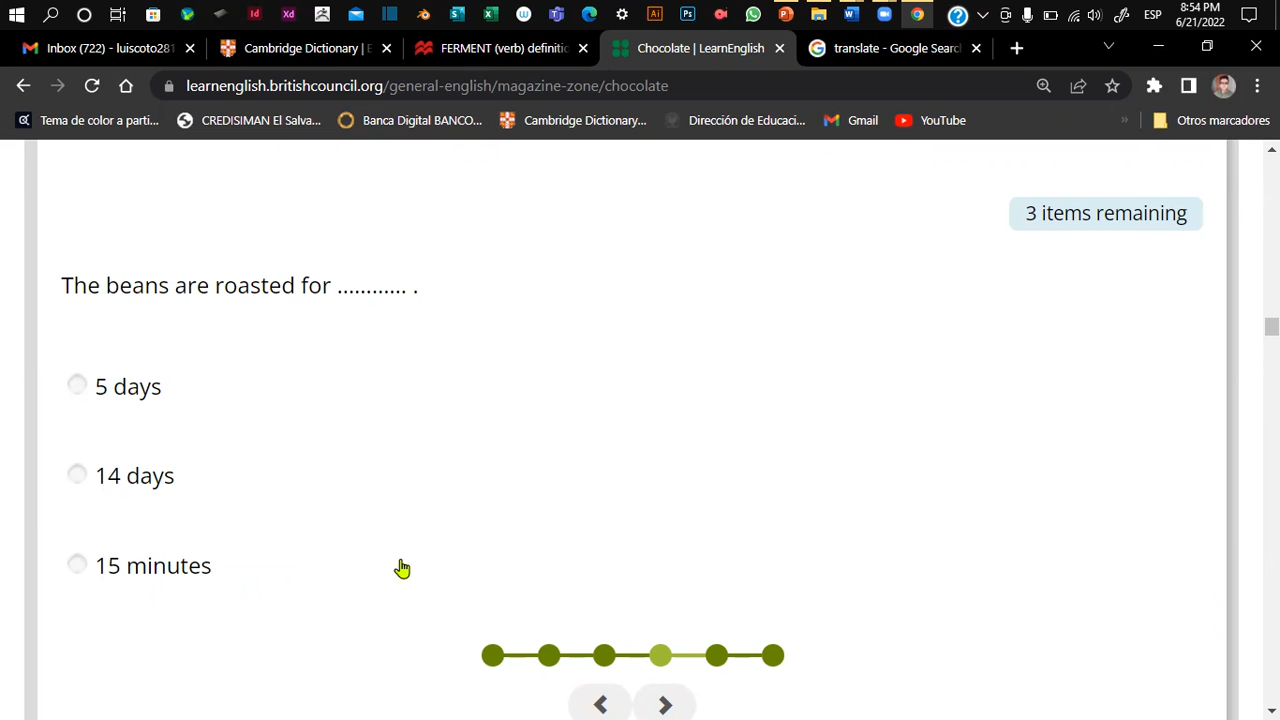 8:54 PM
ESP
6/21/2022
Inbox (722) - luiscoto281
Cambridge Dictionary | E
FERMENT (verb) definitio
Chocolate | LearnEnglish
translate - Google Search
learnenglish.britishcouncil.org/general-english/magazine-zone/chocolate
Tema de color a parti...
CREDISIMAN El Salva...
Banca Digital BANCO...
Cambridge Dictionary...
Dirección de Educaci...
Gmail
YouTube
»
Otros marcadores
3 items remaining
The beans are roasted for ............ .
5 days
14 days
15 minutes